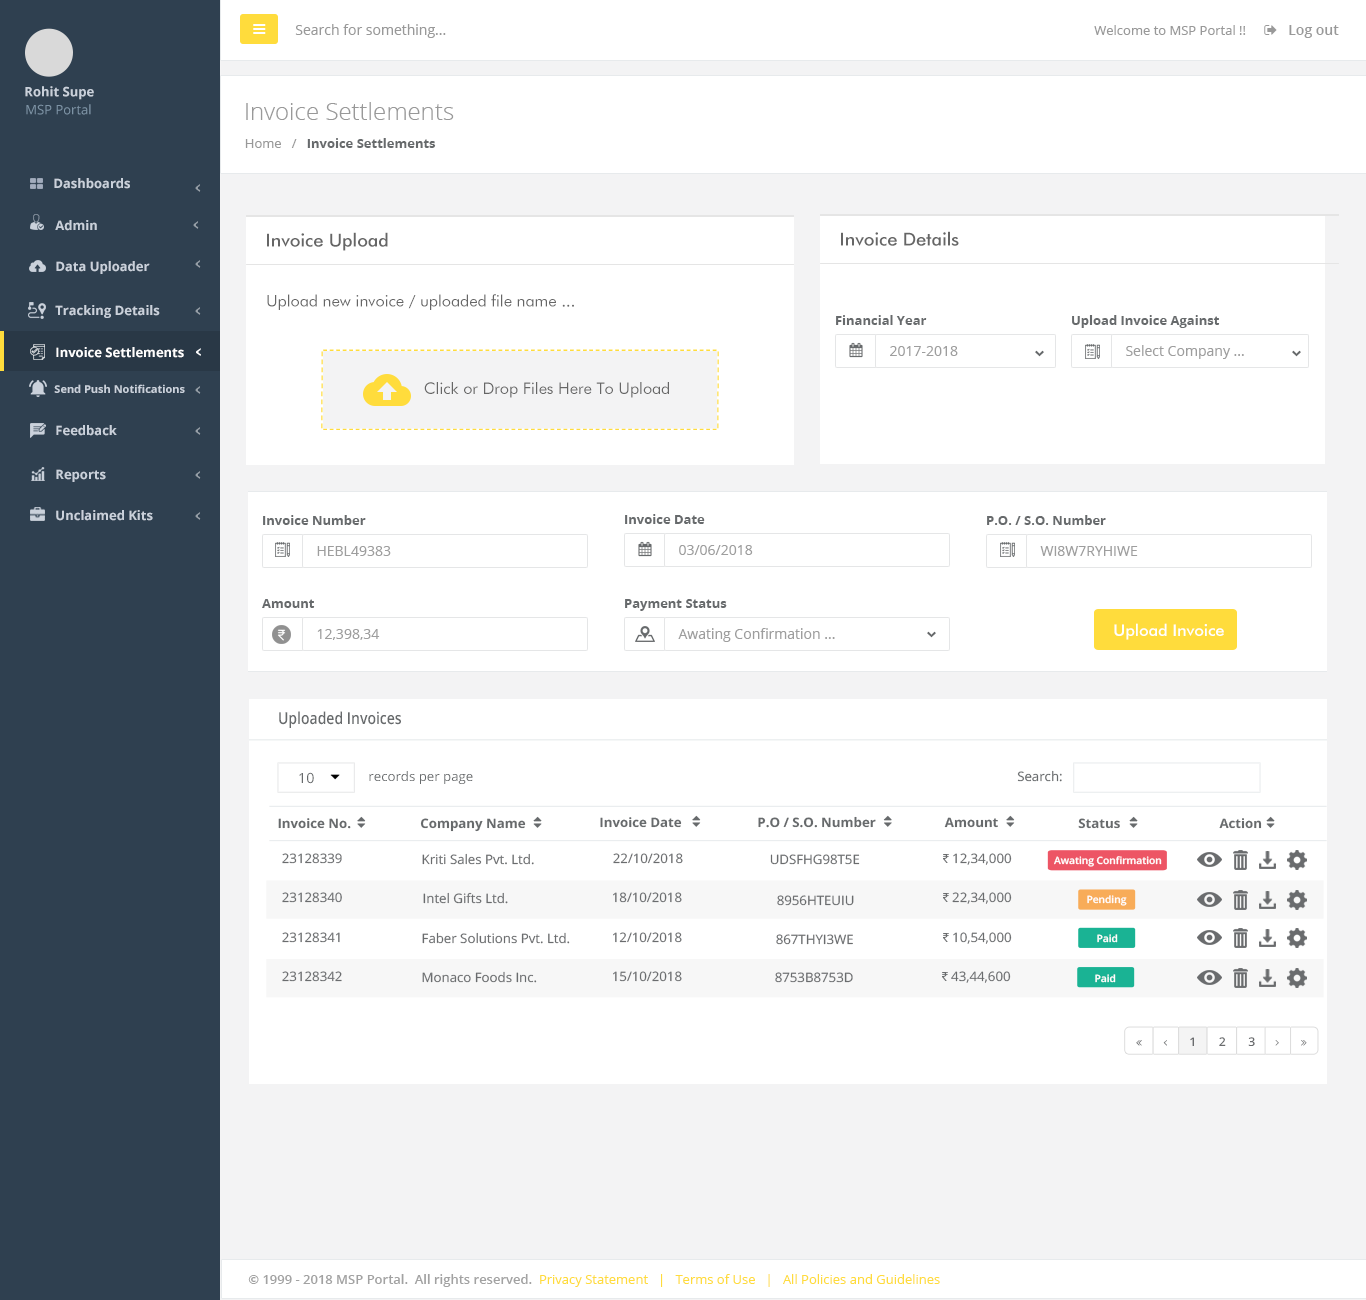 Search for something...
Welcome to MSP Portal !! Log out
Rohit Supe
MSP Portal
Dashboards
Admin
Data Uploader
Tracking Details
Invoice Settlements
Send Push Notifications
Feedback
Reports
Unclaimed Kits
Invoice Settlements
Home / Invoice Settlements
Invoice Upload
Upload new invoice / uploaded file name ...
Click or Drop Files Here To Upload
Invoice Details
Financial Year Upload Invoice Against
2017-2018 Select Company ...
Invoice Number Invoice Date P.O. / S.O. Number
HEBL49383 03/06/2018 WI8W7RYHIWE
Amount Payment Status
₹ 12,398,34 Awating Confirmation ... Upload Invoice
Uploaded Invoices
10 records per page Search:
Invoice No. Company Name Invoice Date P.O / S.O. Number Amount Status Action
23128339 Kriti Sales Pvt. Ltd. 22/10/2018 UDSFHG98T5E ₹ 12,34,000 Awating Confirmation
23128340 Intel Gifts Ltd. 18/10/2018 8956HTEUIU ₹ 22,34,000 Pending
23128341 Faber Solutions Pvt. Ltd. 12/10/2018 867THYI3WE ₹ 10,54,000 Paid
23128342 Monaco Foods Inc. 15/10/2018 8753B8753D ₹ 43,44,600 Paid
« ‹ 1 2 3 › »
© 1999 - 2018 MSP Portal. All rights reserved. Privacy Statement | Terms of Use | All Policies and Guidelines